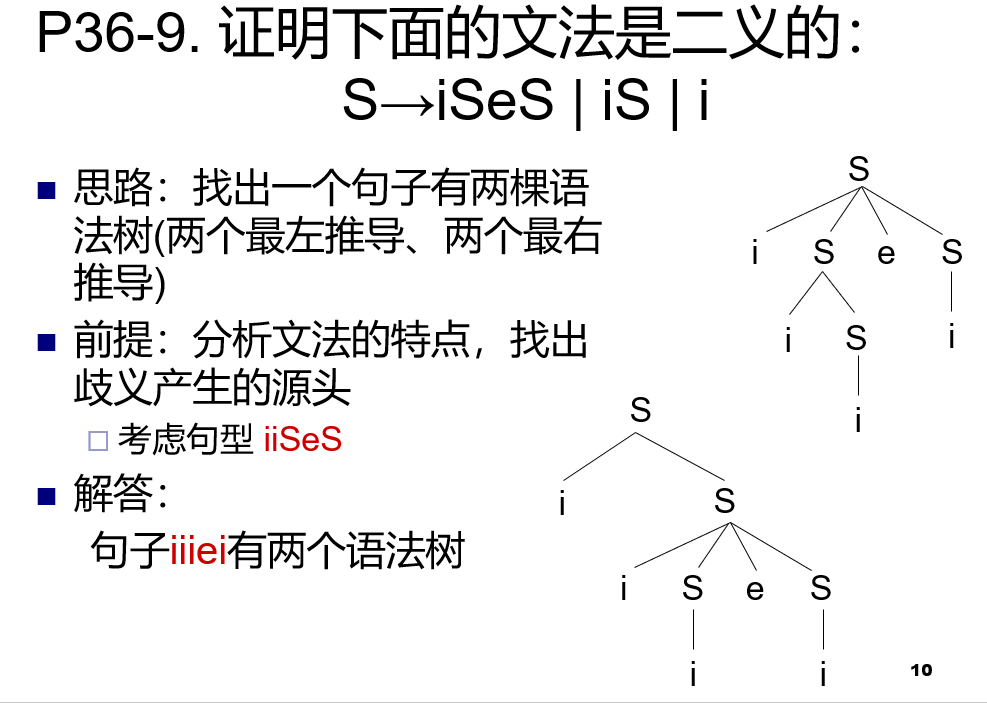 P36-9. 证明下面的文法是二义的：
S→iSeS | iS | i
思路：找出一个句子有两棵语
法树(两个最左推导、两个最右
推导)
前提：分析文法的特点，找出
歧义产生的源头
考虑句型 iiSeS
解答：
句子iiiei有两个语法树
S
i S e S
i S i
i
S
i S
i S e S
i i
10